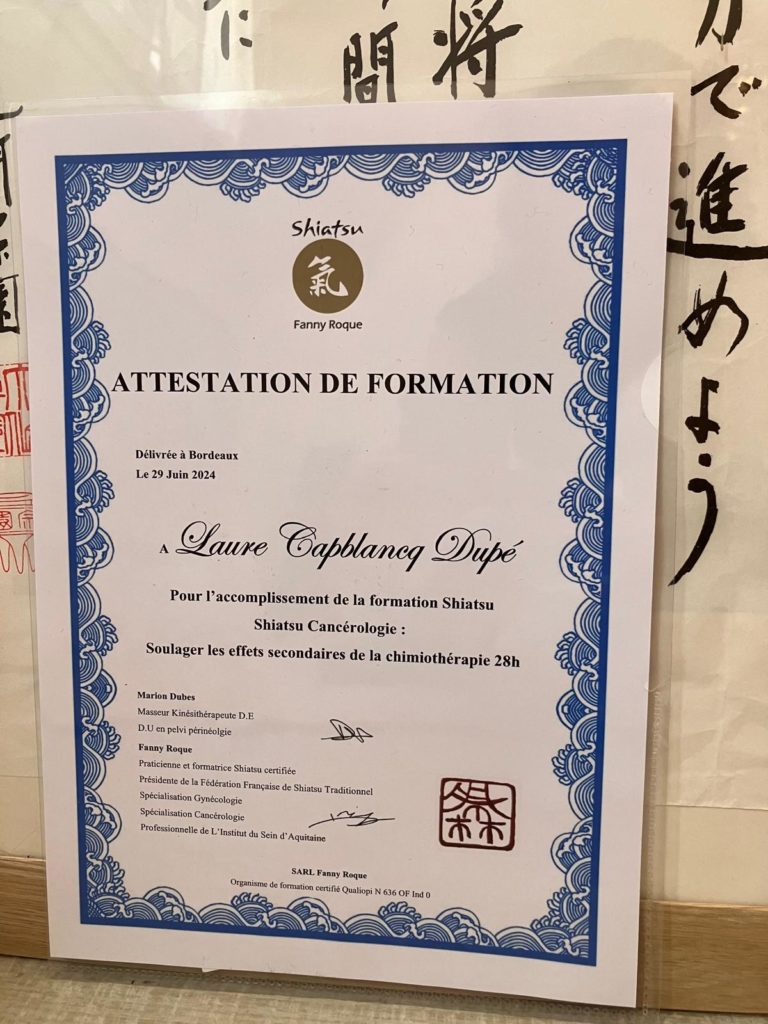 Shiatsu
氣
Fanny Roque
ATTESTATION DE FORMATION
Délivrée à Bordeaux
Le 29 Juin 2024
A Laure Capblancq Dupé
Pour l'accomplissement de la formation Shiatsu
Shiatsu Cancérologie :
Soulager les effets secondaires de la chimiothérapie 28h
Marion Dubes
Masseur Kinésithérapeute D.E
D.U en pelvi périnéologie
Fanny Roque
Praticienne et formatrice Shiatsu certifiée
Présidente de la Fédération Française de Shiatsu Traditionnel
Spécialisation Gynécologie
Spécialisation Cancérologie
Professionnelle de L'Institut du Sein d'Aquitaine
SARL Fanny Roque
Organisme de formation certifié Qualiopi N 636 OF Ind 0
で進めよう
将
間
に